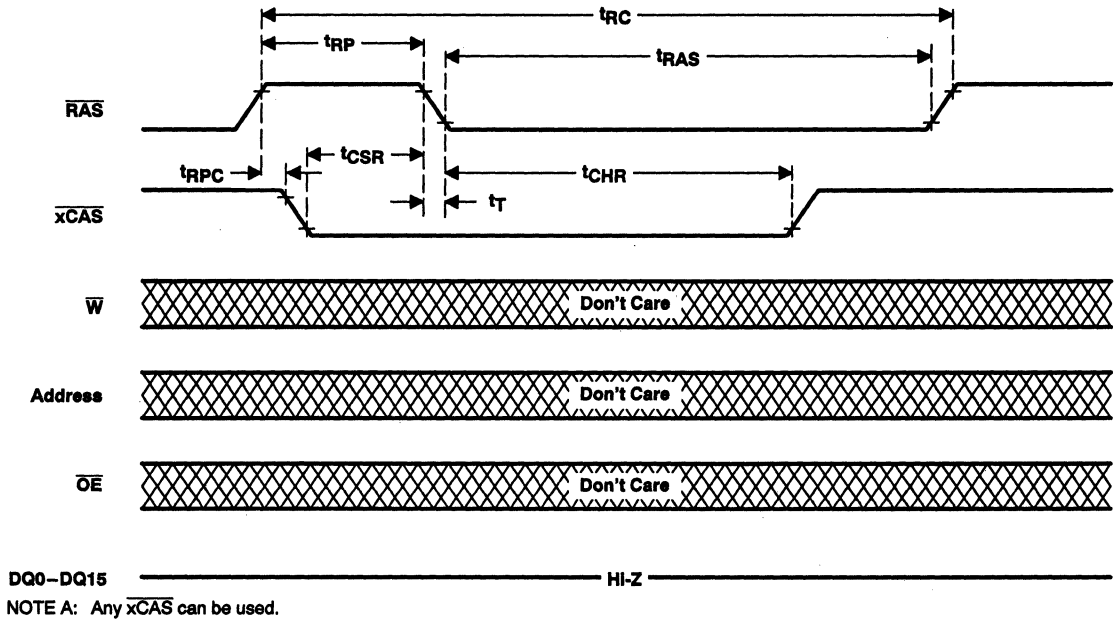 tRC
tRP
tRAS
RAS
tCSR
tRPC
tCHR
tT
xCAS
W
Don't Care
Address
Don't Care
OE
Don't Care
DQ0–DQ15
HI-Z
NOTE A: Any xCAS can be used.